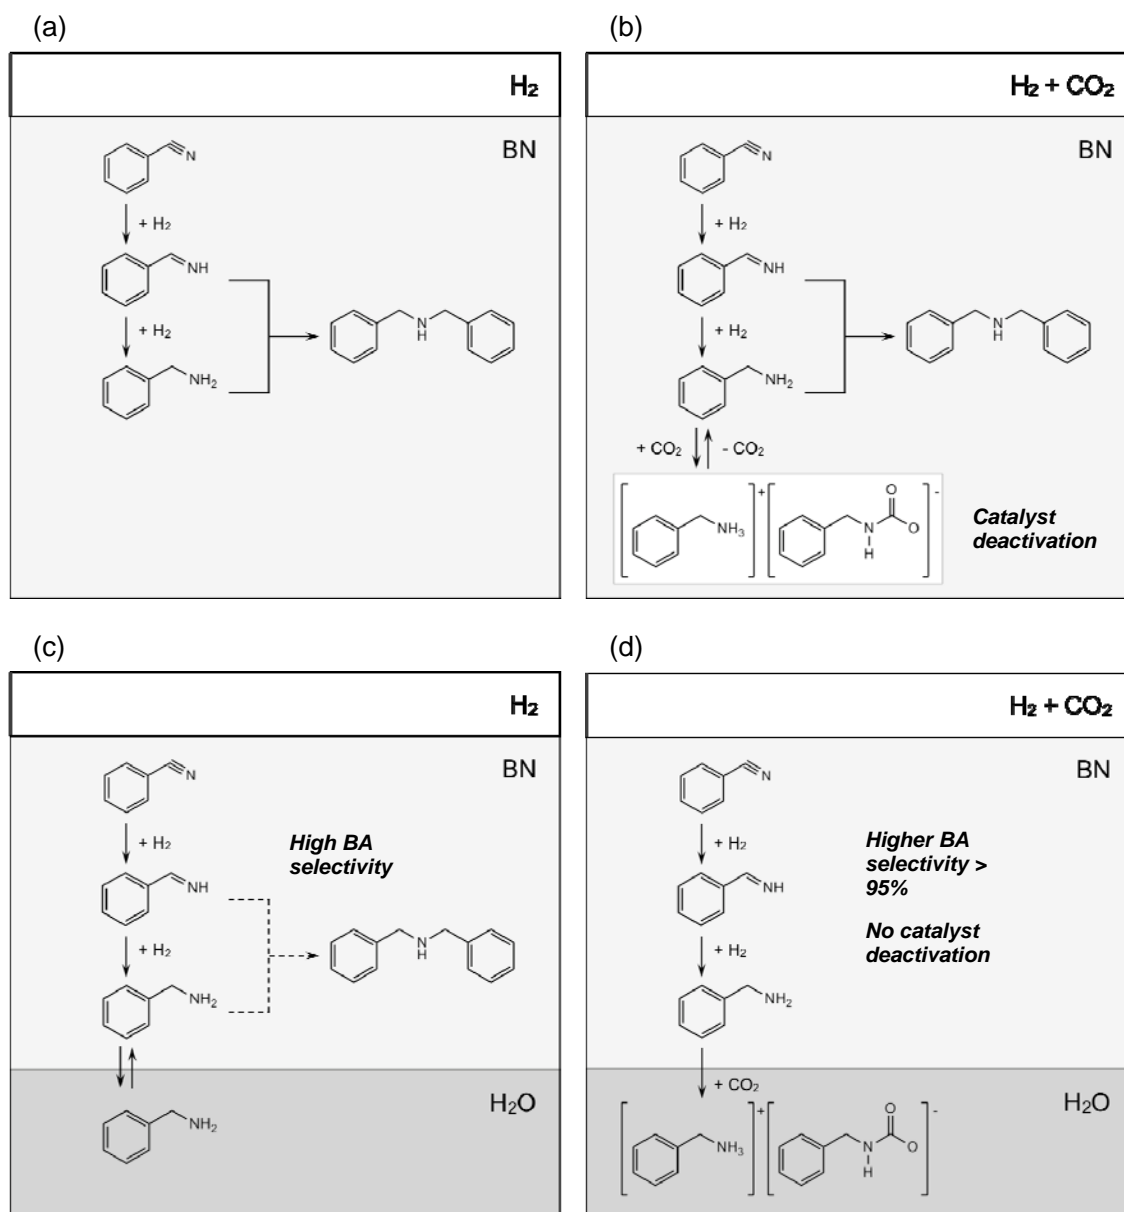 (a)
H₂
BN
N
+ H₂
NH
+ H₂
N
H
NH₂
(b)
H₂ + CO₂
BN
N
+ H₂
NH
+ H₂
N
H
NH₂
+ CO₂
- CO₂
+
-
O
NH₃
N
O
H
Catalyst
deactivation
(c)
H₂
BN
N
+ H₂
High BA
selectivity
NH
+ H₂
N
H
NH₂
H₂O
NH₂
(d)
H₂ + CO₂
BN
N
+ H₂
Higher BA
selectivity >
95%
NH
No catalyst
deactivation
+ H₂
NH₂
+ CO₂
H₂O
+
-
O
NH₃
N
O
H